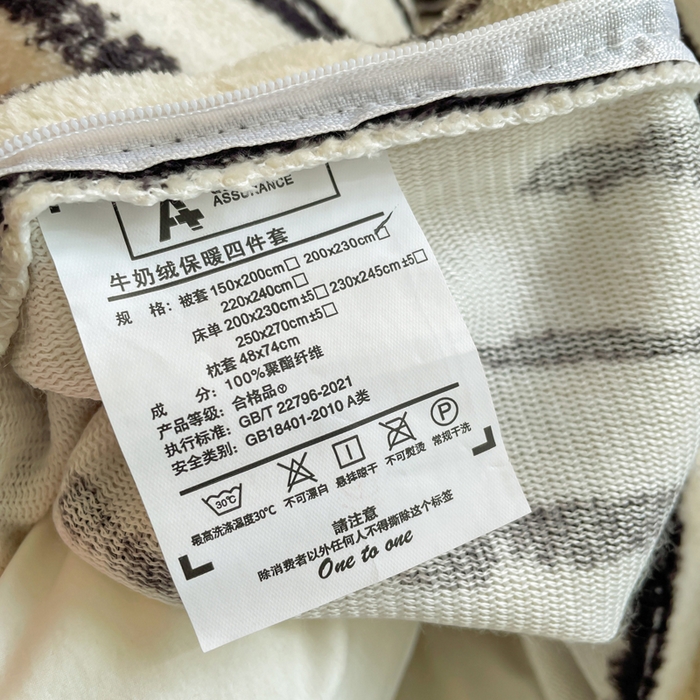 A+
ASSURANCE
牛奶绒保暖四件套
规 格：被套 150x200cm□ 200x230cm☑
220x240cm□
床单 200x230cm±5□ 230x245cm±5□
250x270cm±5□
枕套 48x74cm
成 分：100%聚酯纤维
产品等级：合格品
执行标准：GB/T 22796-2021
安全类别：GB18401-2010 A类
30℃
P
最高洗涤温度30℃ 不可漂白 悬挂晾干 不可熨烫 常规干洗
請注意
除消费者以外任何人不得撕除这个标签
One to one